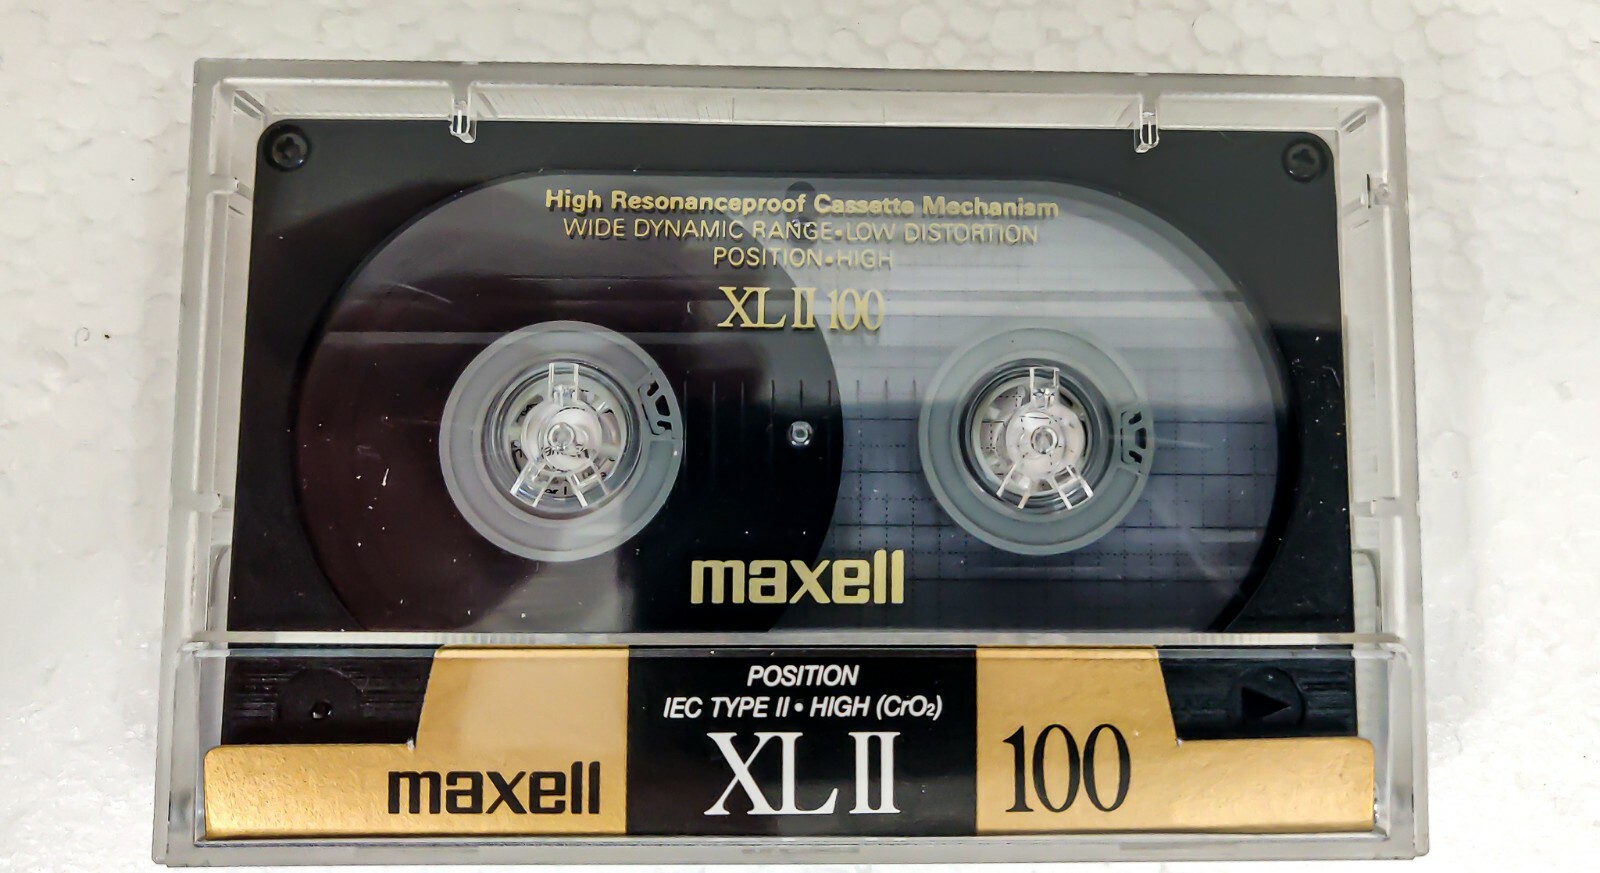 High Resonanceproof Cassette Mechanism
WIDE DYNAMIC RANGE•LOW DISTORTION
POSITION•HIGH
XL II 100
maxell
POSITION
IEC TYPE II • HIGH (CrO₂)
maxell XL II 100